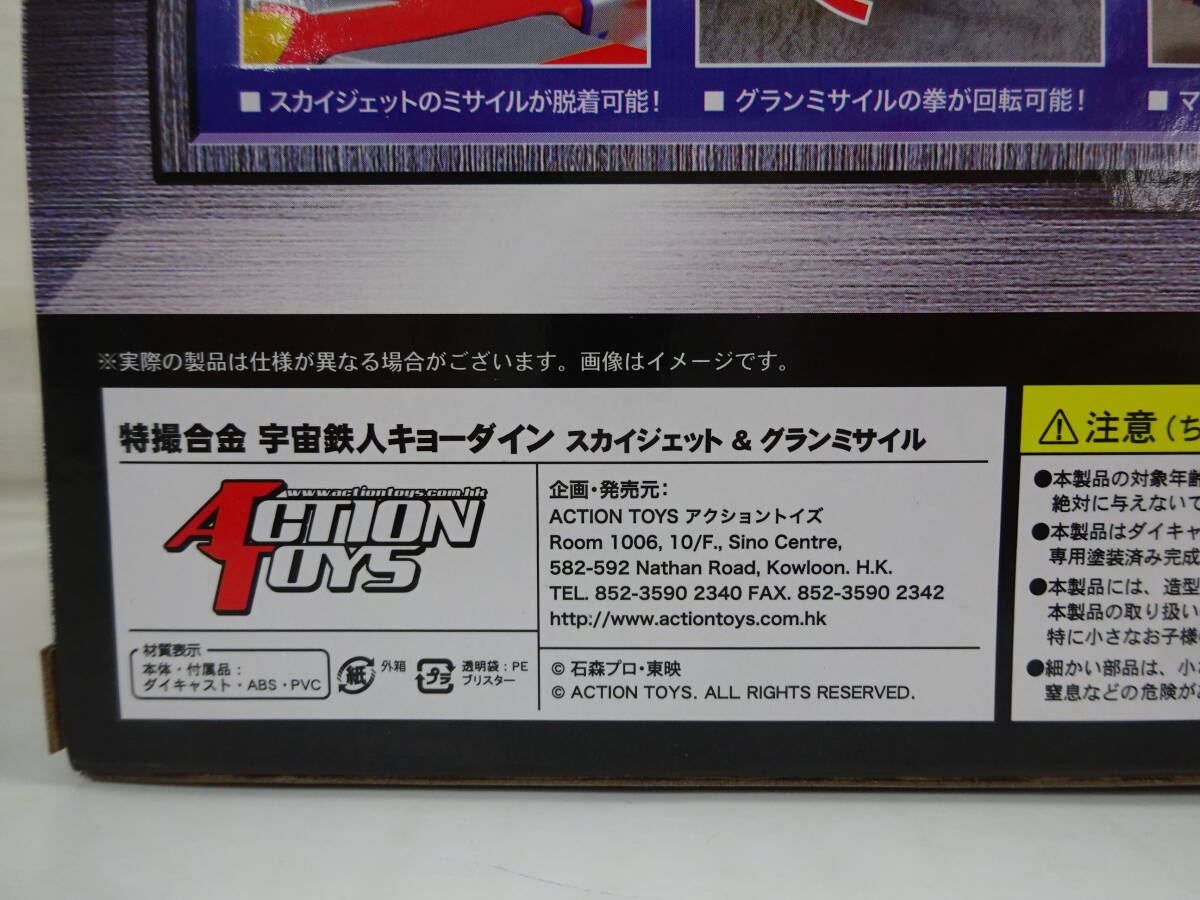 ■ スカイジェットのミサイルが脱着可能！
■ グランミサイルの拳が回転可能！
■ マ
※実際の製品は仕様が異なる場合がございます。画像はイメージです。
特撮合金 宇宙鉄人キョーダイン スカイジェット & グランミサイル
www.actiontoys.com.hk
ACTION
TOYS
企画・発売元：
ACTION TOYS アクショントイズ
Room 1006, 10/F., Sino Centre,
582-592 Nathan Road, Kowloon. H.K.
TEL. 852-3590 2340 FAX. 852-3590 2342
http://www.actiontoys.com.hk
材質表示
本体・付属品：
ダイキャスト・ABS・PVC
紙
外箱
プラ
透明袋：PE
ブリスター
© 石森プロ・東映
© ACTION TOYS. ALL RIGHTS RESERVED.
⚠注意（ち
●本製品の対象年齢
絶対に与えないで
●本製品はダイキャ
専用塗装済み完成
●本製品には、造型
本製品の取り扱い
特に小さなお子様
●細かい部品は、小
窒息などの危険が